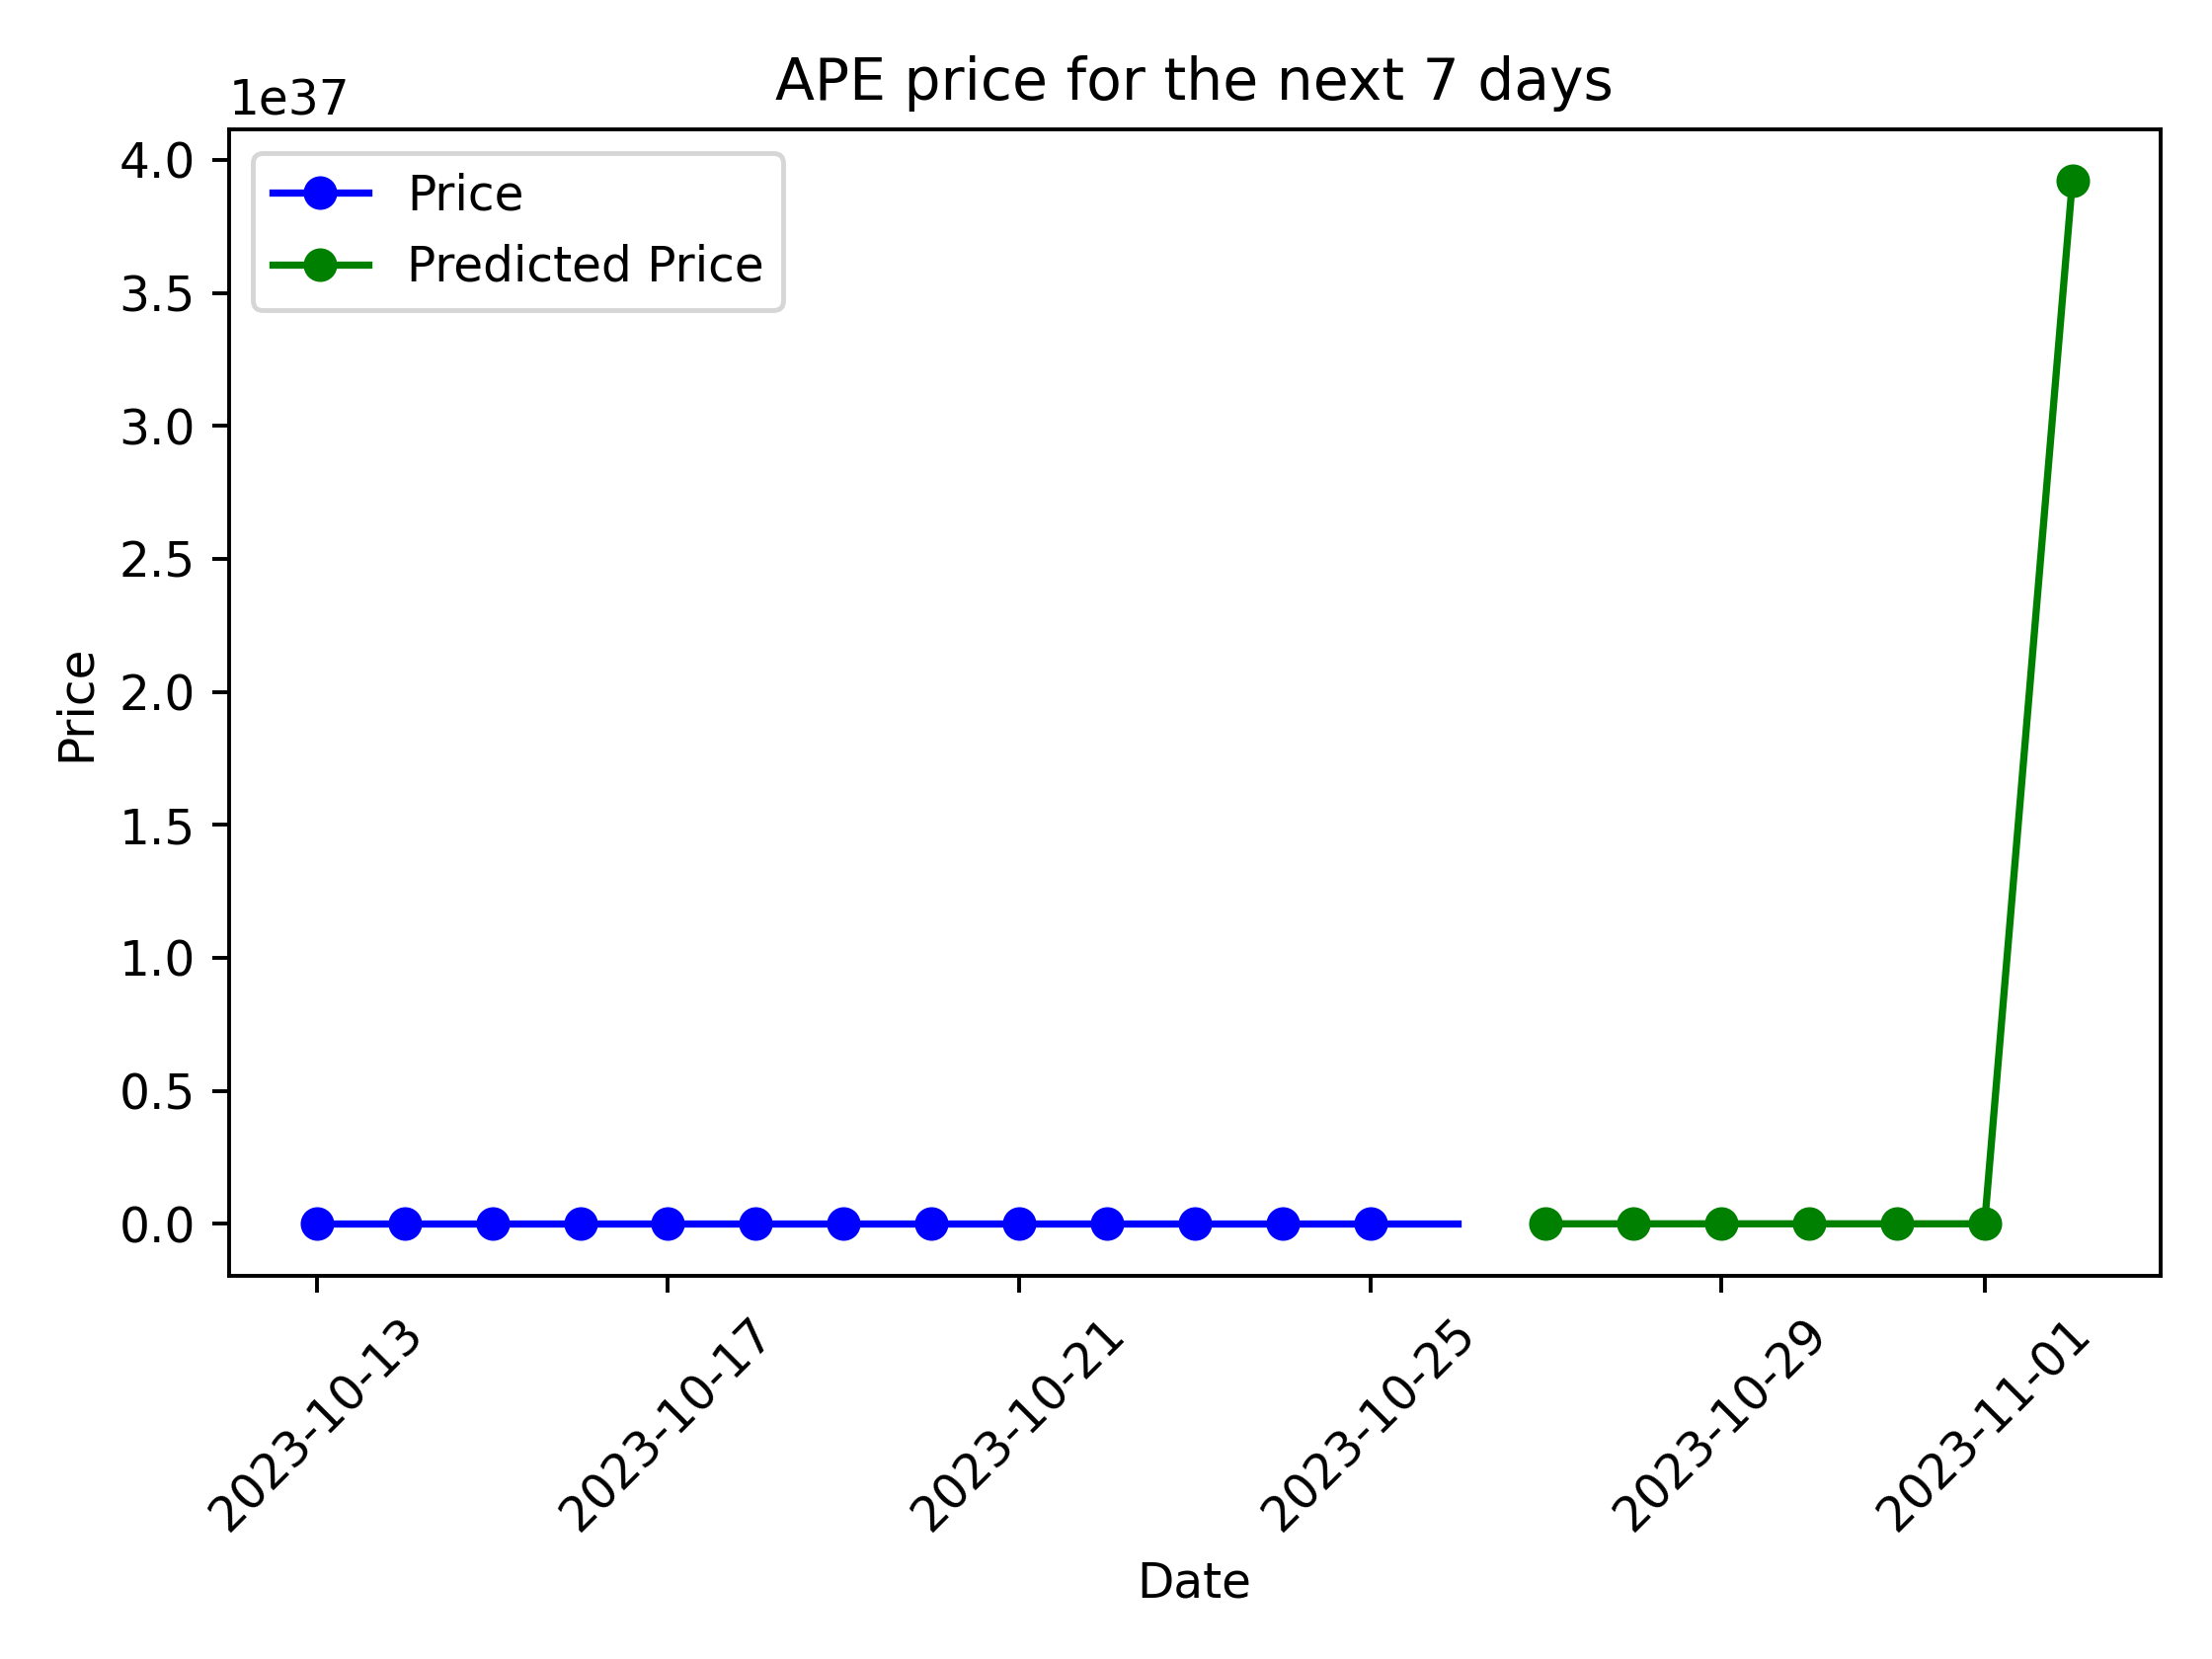 APE price for the next 7 days
1e37
Price
Predicted Price
4.0
3.5
3.0
2.5
2.0
1.5
1.0
0.5
0.0
Price
2023-10-13
2023-10-17
2023-10-21
2023-10-25
2023-10-29
2023-11-01
Date